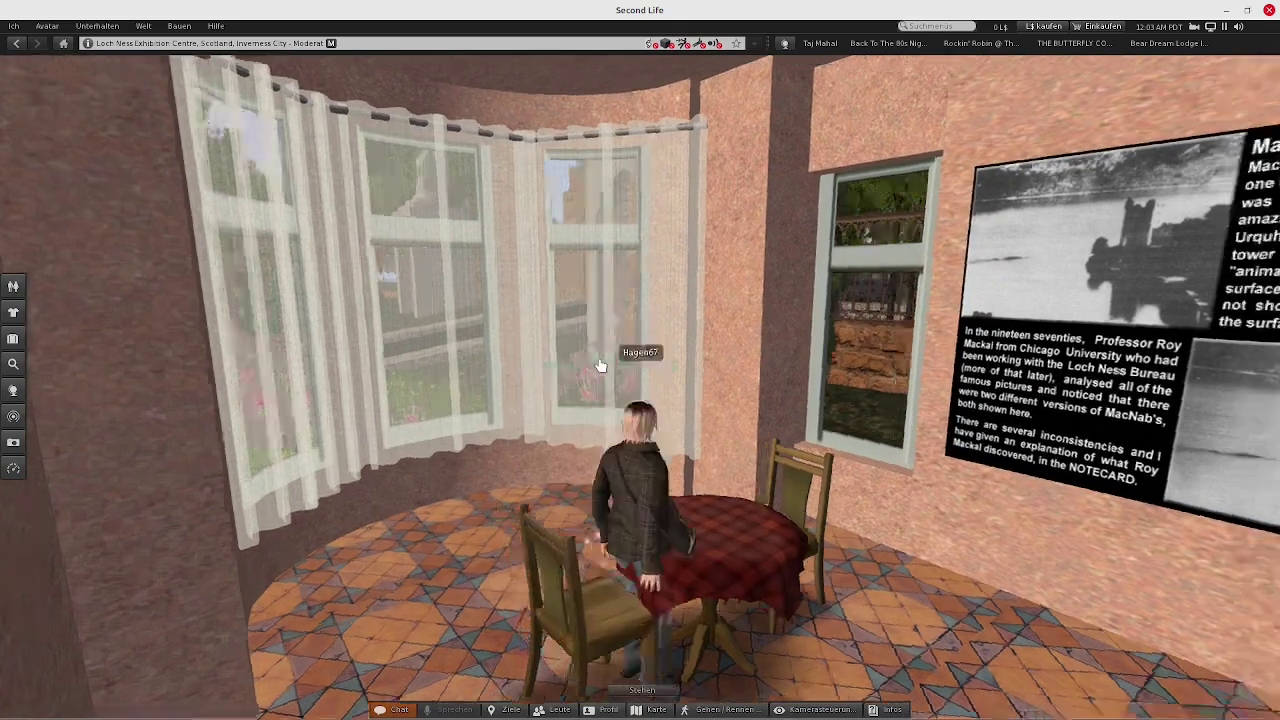 Second Life
Ich Avatar Unterhalten Welt Bauen Hilfe
Suchmenüs 0 L$ L$ kaufen Einkaufen 12:03 AM PDT
Loch Ness Exhibition Centre, Scotland, Inverness City - Moderat M
Taj Mahal Back To The 80s Nig... Rockin' Robin @ Th... THE BUTTERFLY CO... Bear Dream Lodge I...
Ma
Mac
one
was
amaz
Urquh
tower
"anima
surface
not sho
the surfa
In the nineteen seventies, Professor Roy
Mackal from Chicago University who had
been working with the Loch Ness Bureau
(more of that later), analysed all of the
famous pictures and noticed that there
were two different versions of MacNab's,
both shown here.
There are several inconsistencies and I
have given an explanation of what Roy
Mackal discovered, in the NOTECARD.
Hagen67
Stehen
Chat Sprechen Ziele Leute Profil Karte Gehen / Rennen... Kamerasteuerun... Infos